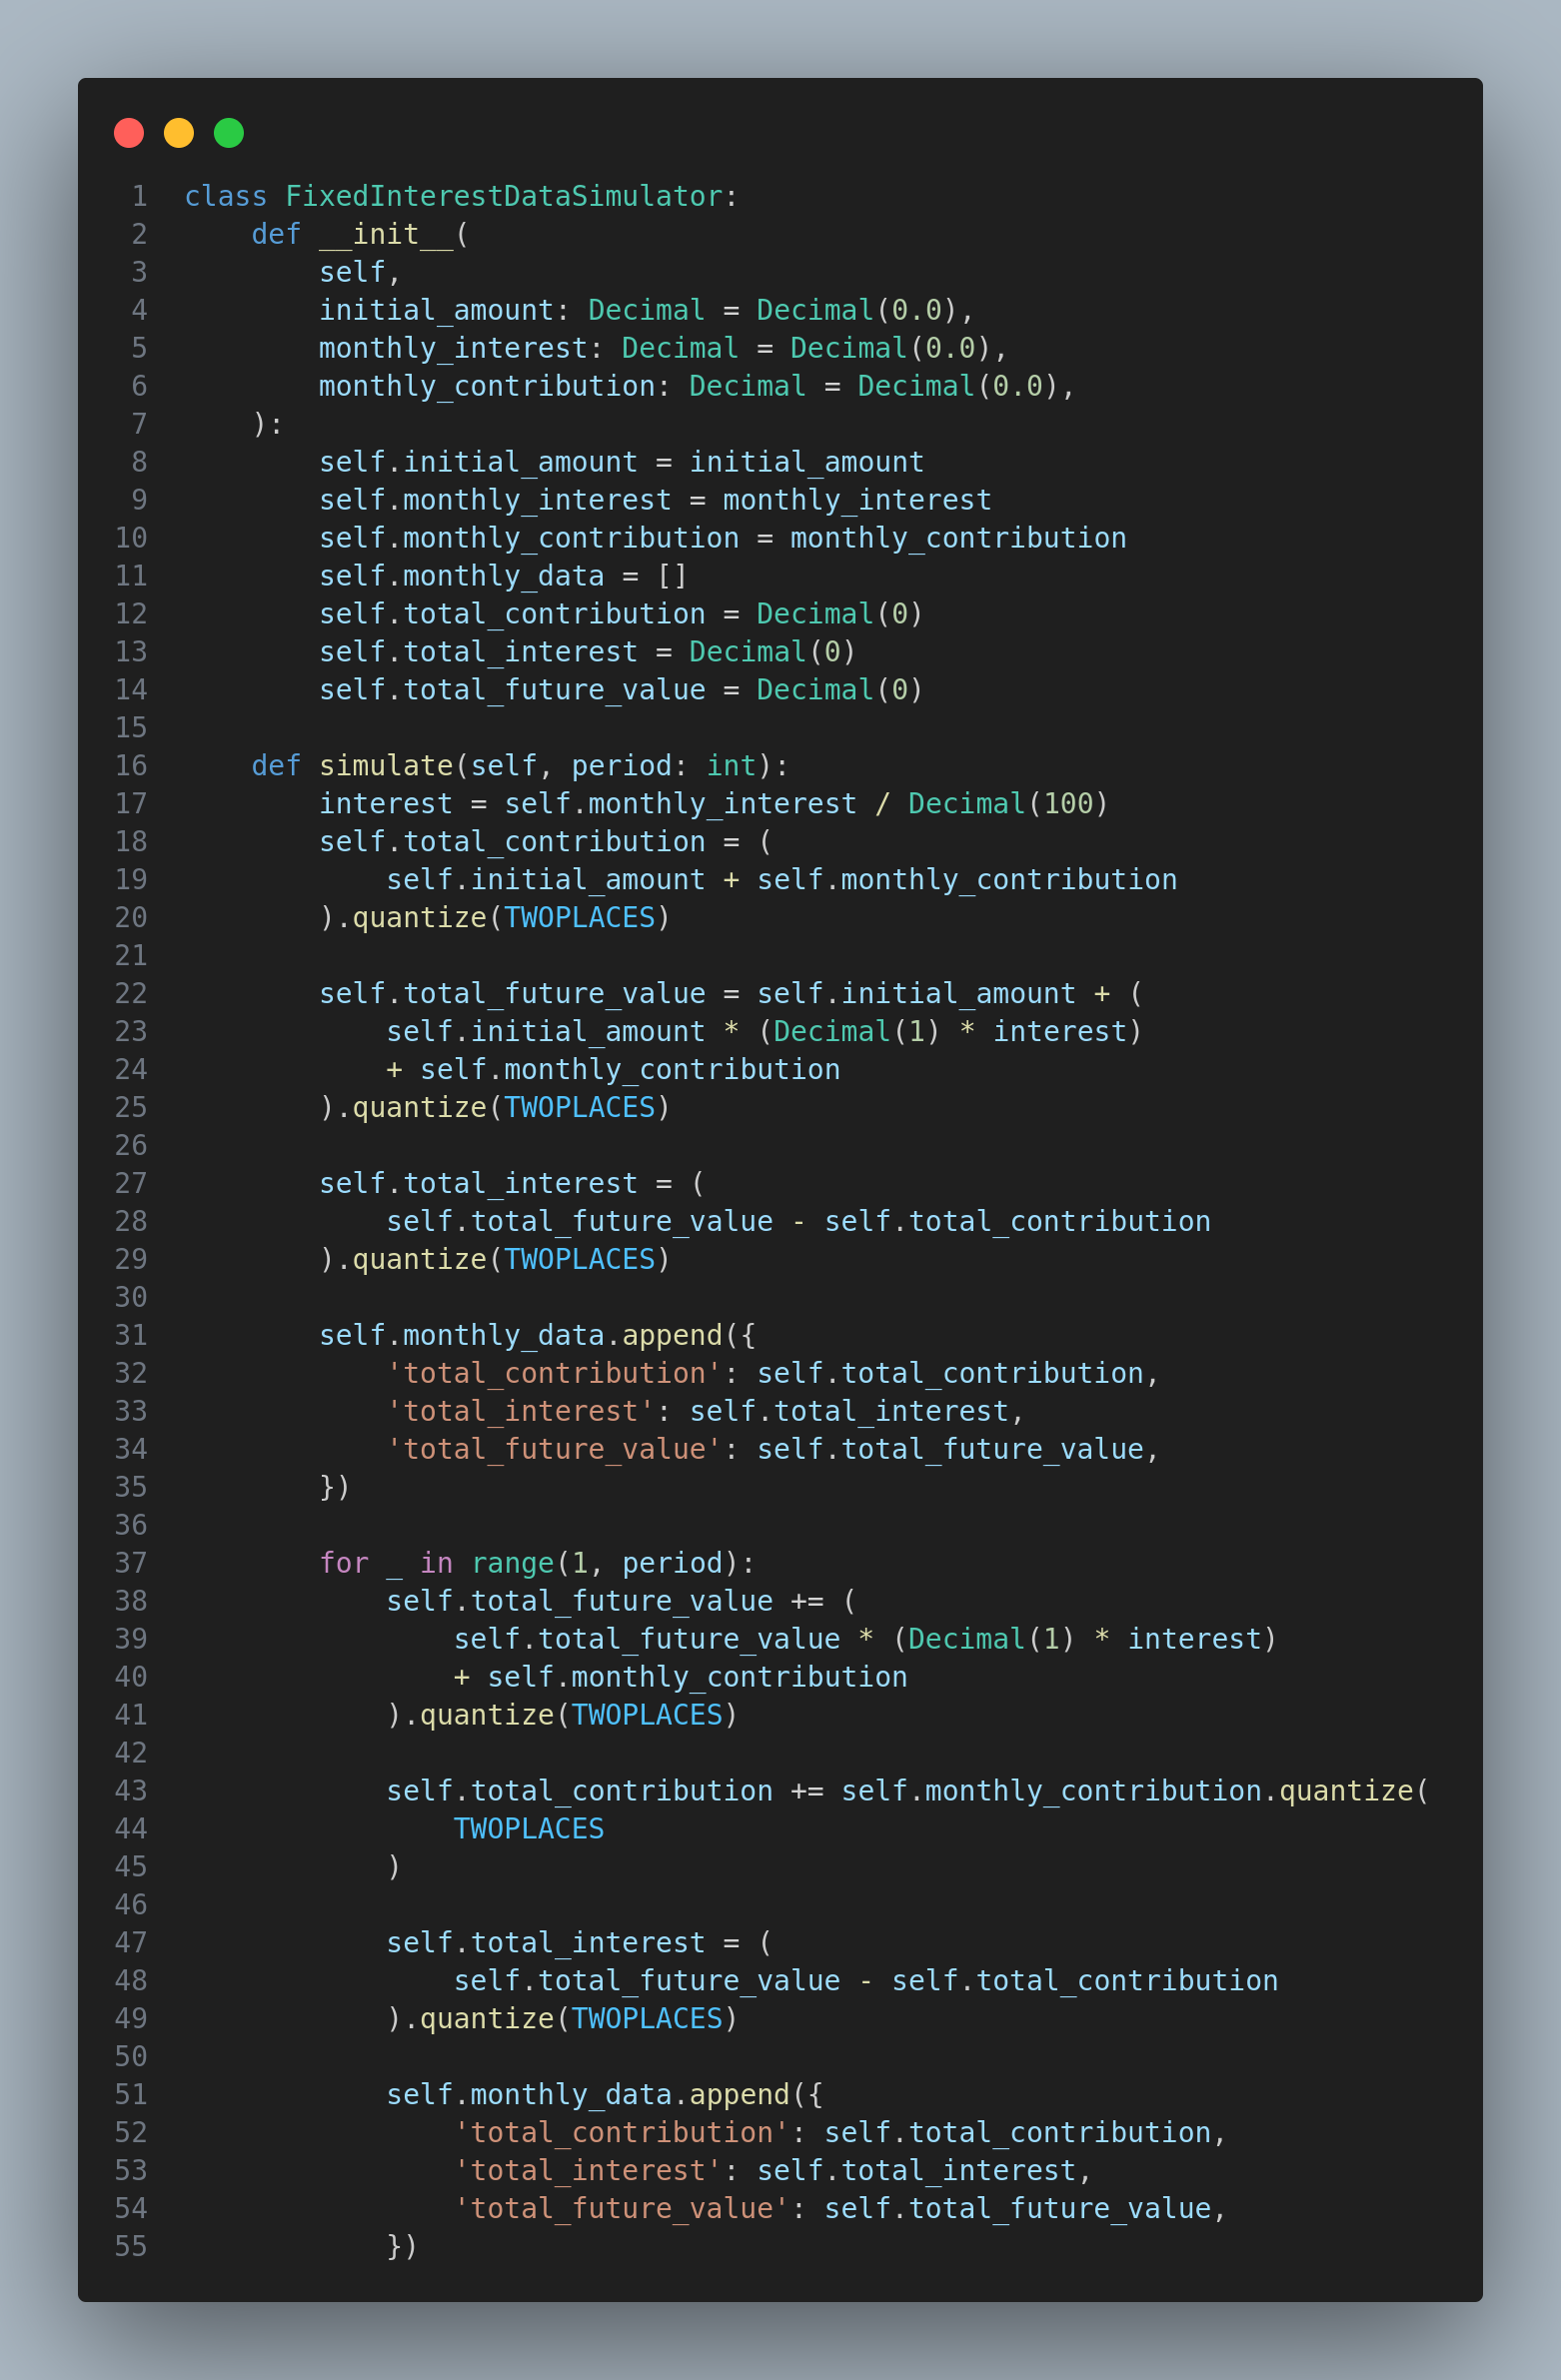 1 class FixedInterestDataSimulator:
2     def __init__(
3         self,
4         initial_amount: Decimal = Decimal(0.0),
5         monthly_interest: Decimal = Decimal(0.0),
6         monthly_contribution: Decimal = Decimal(0.0),
7     ):
8         self.initial_amount = initial_amount
9         self.monthly_interest = monthly_interest
10         self.monthly_contribution = monthly_contribution
11         self.monthly_data = []
12         self.total_contribution = Decimal(0)
13         self.total_interest = Decimal(0)
14         self.total_future_value = Decimal(0)
15
16     def simulate(self, period: int):
17         interest = self.monthly_interest / Decimal(100)
18         self.total_contribution = (
19             self.initial_amount + self.monthly_contribution
20         ).quantize(TWOPLACES)
21
22         self.total_future_value = self.initial_amount + (
23             self.initial_amount * (Decimal(1) * interest)
24             + self.monthly_contribution
25         ).quantize(TWOPLACES)
26
27         self.total_interest = (
28             self.total_future_value - self.total_contribution
29         ).quantize(TWOPLACES)
30
31         self.monthly_data.append({
32             'total_contribution': self.total_contribution,
33             'total_interest': self.total_interest,
34             'total_future_value': self.total_future_value,
35         })
36
37         for _ in range(1, period):
38             self.total_future_value += (
39                 self.total_future_value * (Decimal(1) * interest)
40                 + self.monthly_contribution
41             ).quantize(TWOPLACES)
42
43             self.total_contribution += self.monthly_contribution.quantize(
44                 TWOPLACES
45             )
46
47             self.total_interest = (
48                 self.total_future_value - self.total_contribution
49             ).quantize(TWOPLACES)
50
51             self.monthly_data.append({
52                 'total_contribution': self.total_contribution,
53                 'total_interest': self.total_interest,
54                 'total_future_value': self.total_future_value,
55             })